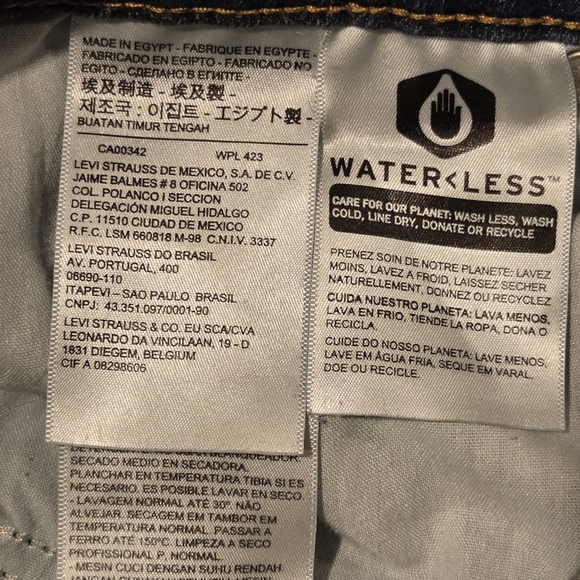 MADE IN EGYPT - FABRIQUE EN EGYPTE -
FABRICADO EN EGIPTO - FABRICADO NO
EGITO - СДЕЛАНО В ЕГИПТЕ -
埃及制造 - 埃及製 -
제조국 : 이집트 - エジプト製 -
BUATAN TIMUR TENGAH
CA00342 WPL 423
LEVI STRAUSS DE MEXICO, S.A. DE C.V.
JAIME BALMES # 8 OFICINA 502
COL. POLANCO I SECCION
DELEGACIÓN MIGUEL HIDALGO
C.P. 11510 CIUDAD DE MEXICO
R.F.C. LSM 660818 M-98 C.N.I.V. 3337
LEVI STRAUSS DO BRASIL
AV. PORTUGAL, 400
06690-110
ITAPEVI – SAO PAULO BRASIL
CNPJ: 43.351.097/0001-90
LEVI STRAUSS & CO. EU SCA/CVA
LEONARDO DA VINCILAAN, 19 - D
1831 DIEGEM, BELGIUM
CIF A 08298606
SECADO MEDIO EN SECADORA.
PLANCHAR EN TEMPERATURA TIBIA SI ES
NECESARIO. ES POSIBLE LAVAR EN SECO
- LAVAGEM NORMAL ATÉ 30°. NÃO
ALVEJAR. SECAGEM EM TAMBOR EM
TEMPERATURA NORMAL. PASSAR A
FERRO ATÉ 150°C. LIMPEZA A SECO
PROFISSIONAL P. NORMAL.
- MESIN CUCI DENGAN SUHU RENDAH
WATER<LESS™
CARE FOR OUR PLANET: WASH LESS, WASH
COLD, LINE DRY, DONATE OR RECYCLE
PRENEZ SOIN DE NOTRE PLANETE: LAVEZ
MOINS, LAVEZ A FROID, LAISSEZ SECHER
NATURELLEMENT, DONNEZ OU RECYCLEZ
CUIDA NUESTRO PLANETA: LAVA MENOS,
LAVA EN FRIO, TIENDE LA ROPA, DONA O
RECICLA.
CUIDE DO NOSSO PLANETA: LAVE MENOS,
LAVE EM ÁGUA FRIA, SEQUE EM VARAL,
DOE OU RECICLE.